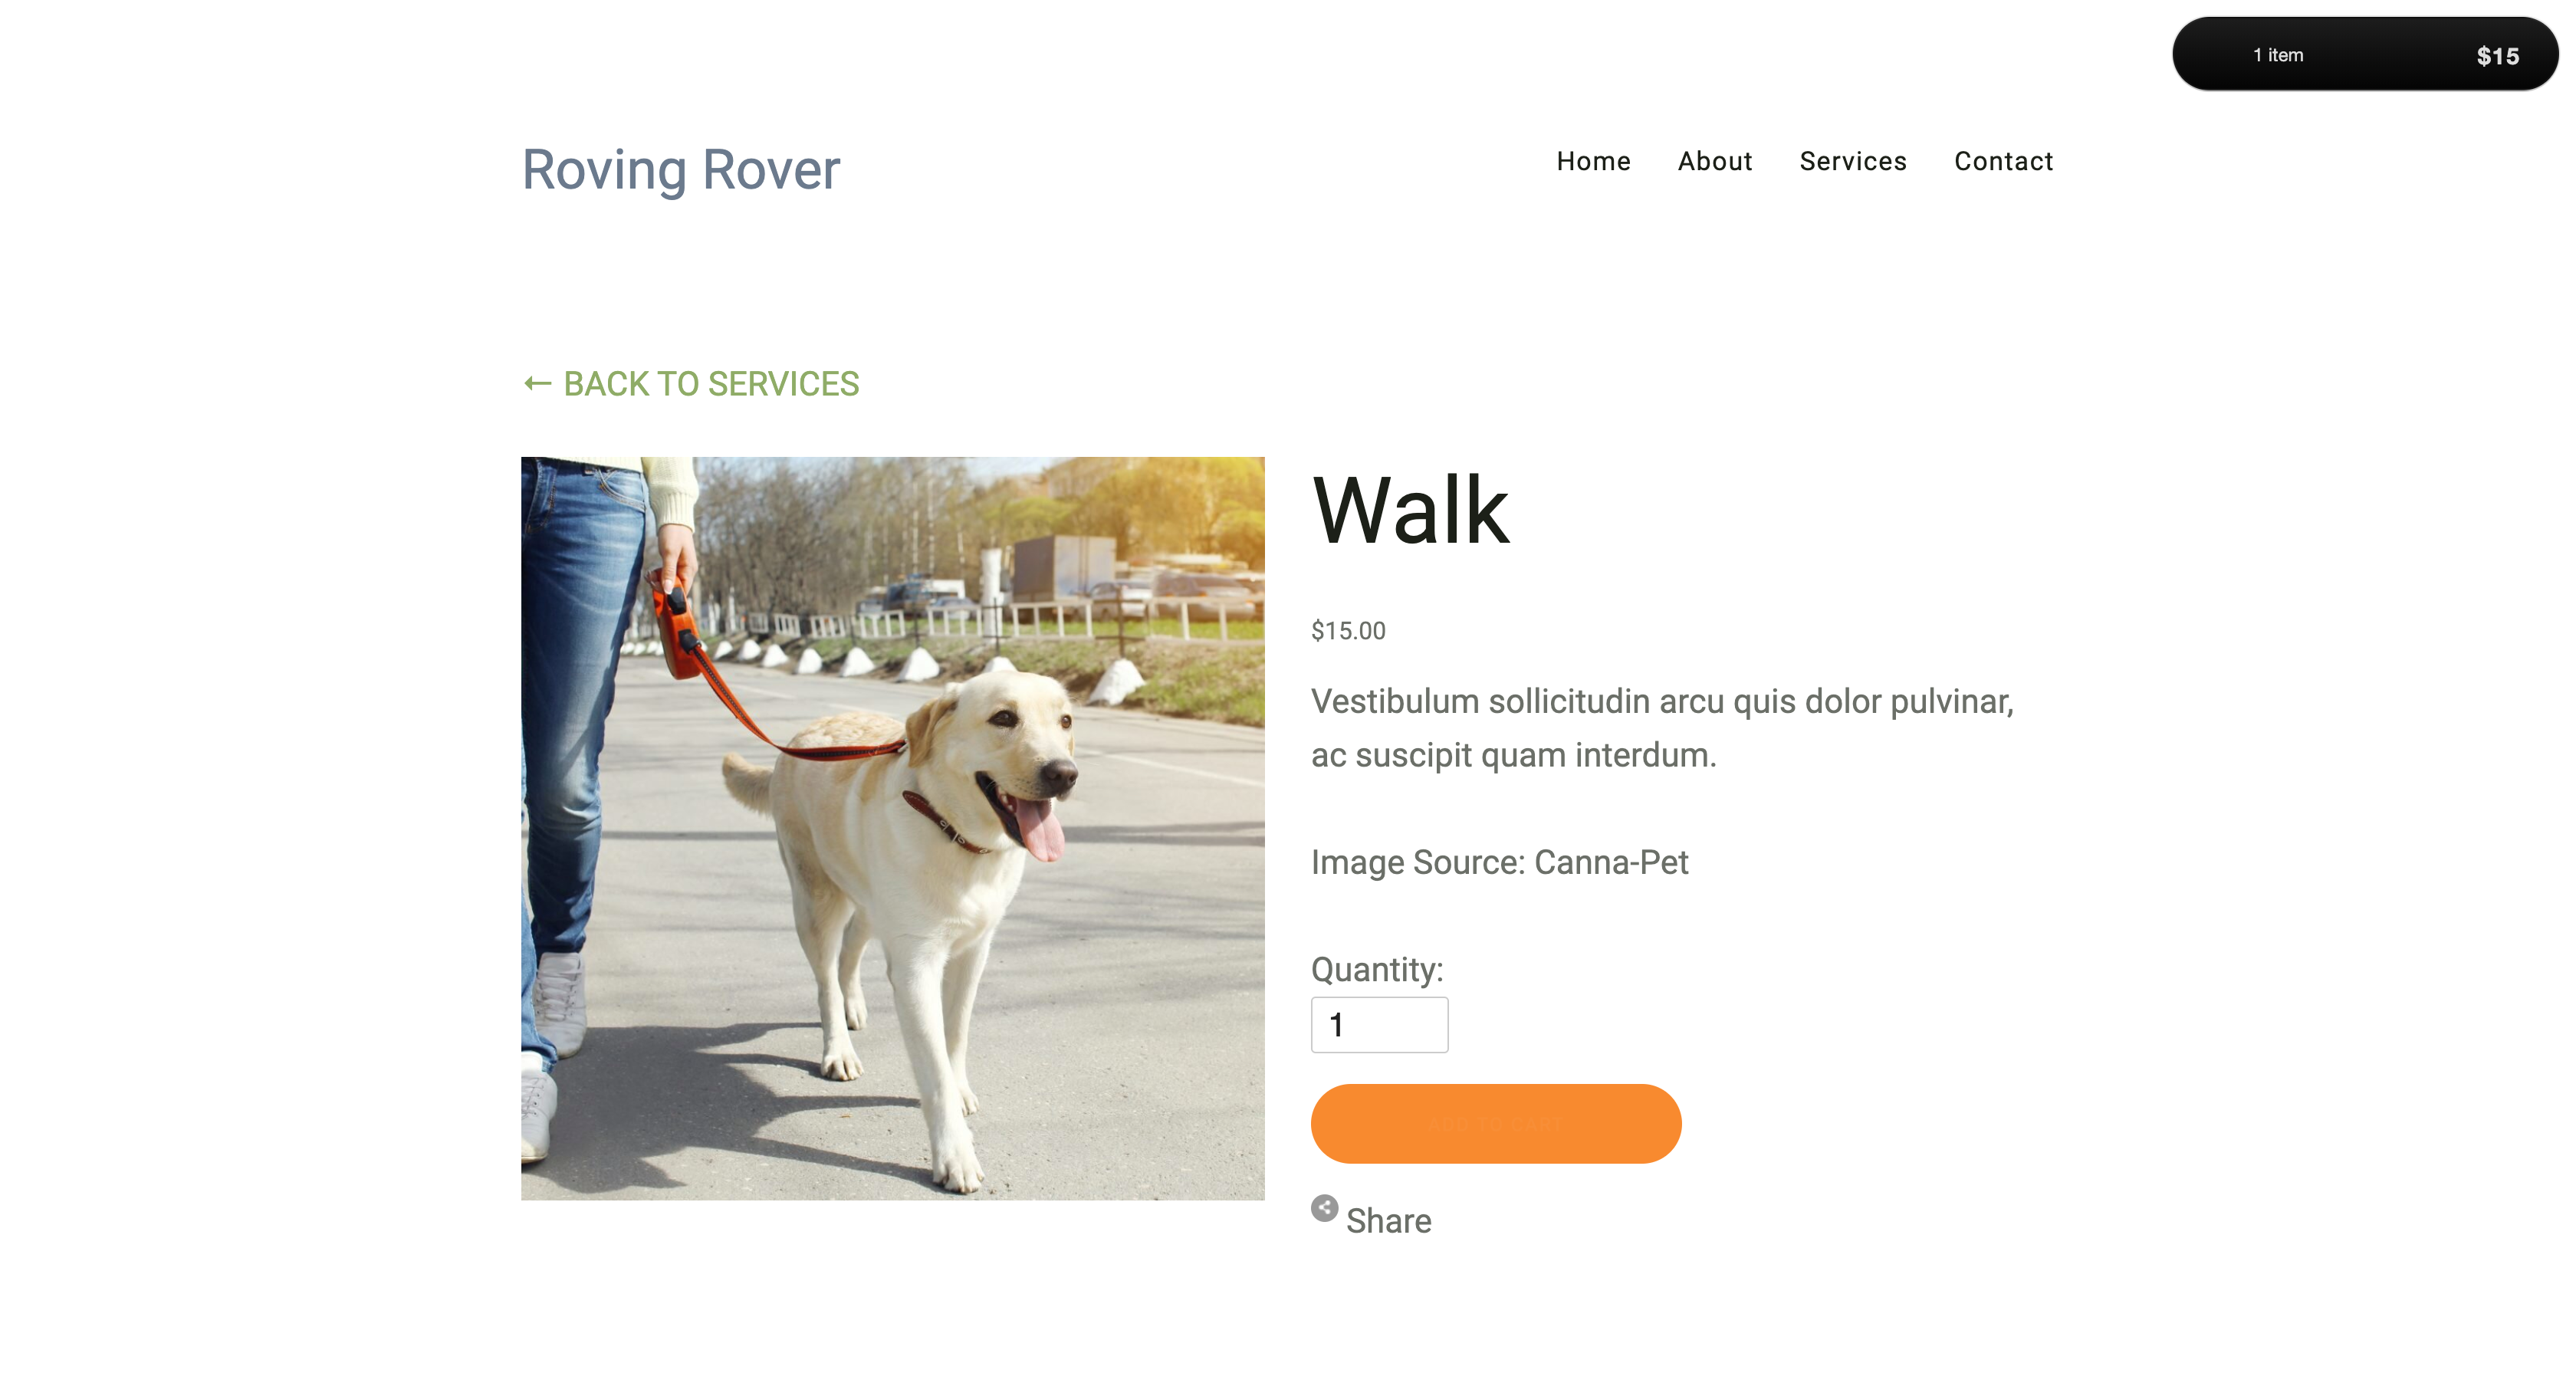 1 item $15
Roving Rover
Home About Services Contact
← BACK TO SERVICES
Walk
$15.00
Vestibulum sollicitudin arcu quis dolor pulvinar,
ac suscipit quam interdum.
Image Source: Canna-Pet
Quantity:
1
Share